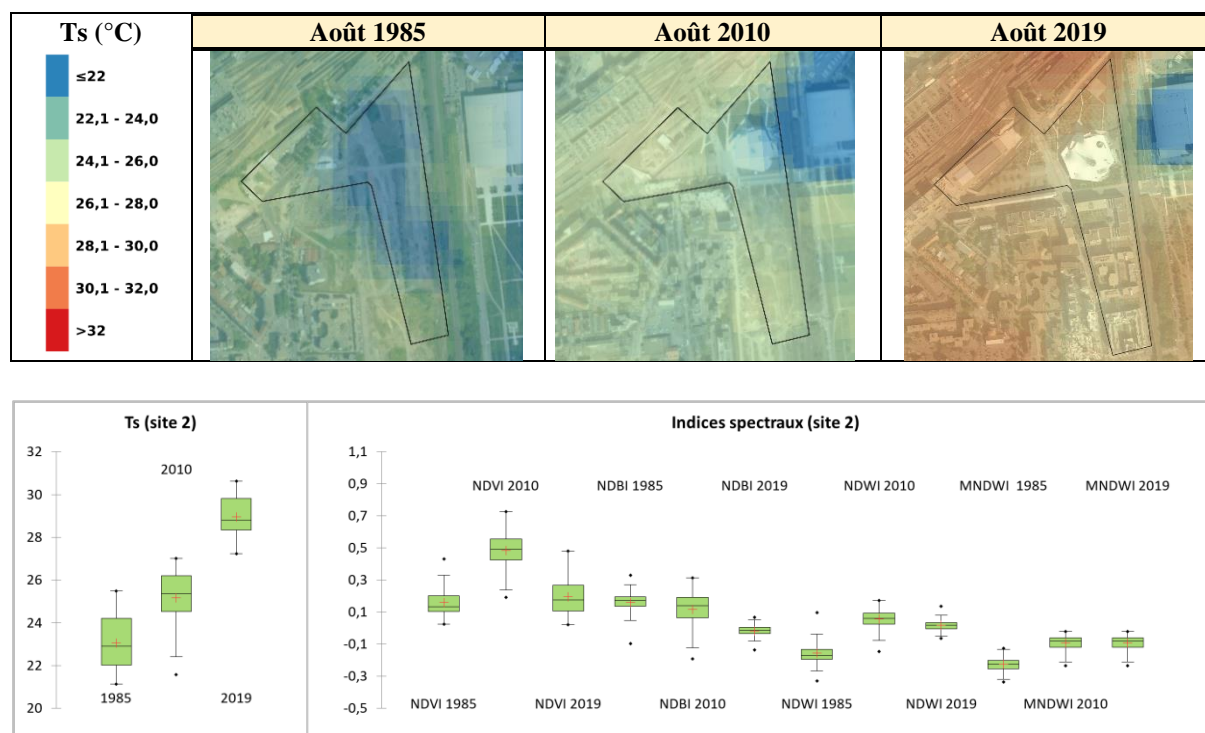 Ts (°C)
Août 1985
Août 2010
Août 2019
≤22
22,1 - 24,0
24,1 - 26,0
26,1 - 28,0
28,1 - 30,0
30,1 - 32,0
>32
Ts (site 2)
32
30
28
26
24
22
20
2010
1985
2019
Indices spectraux (site 2)
1,1
0,9
0,7
0,5
0,3
0,1
-0,1
-0,3
-0,5
NDVI 2010
NDBI 1985
NDBI 2019
NDWI 2010
MNDWI 1985
MNDWI 2019
NDVI 1985
NDVI 2019
NDBI 2010
NDWI 1985
NDWI 2019
MNDWI 2010